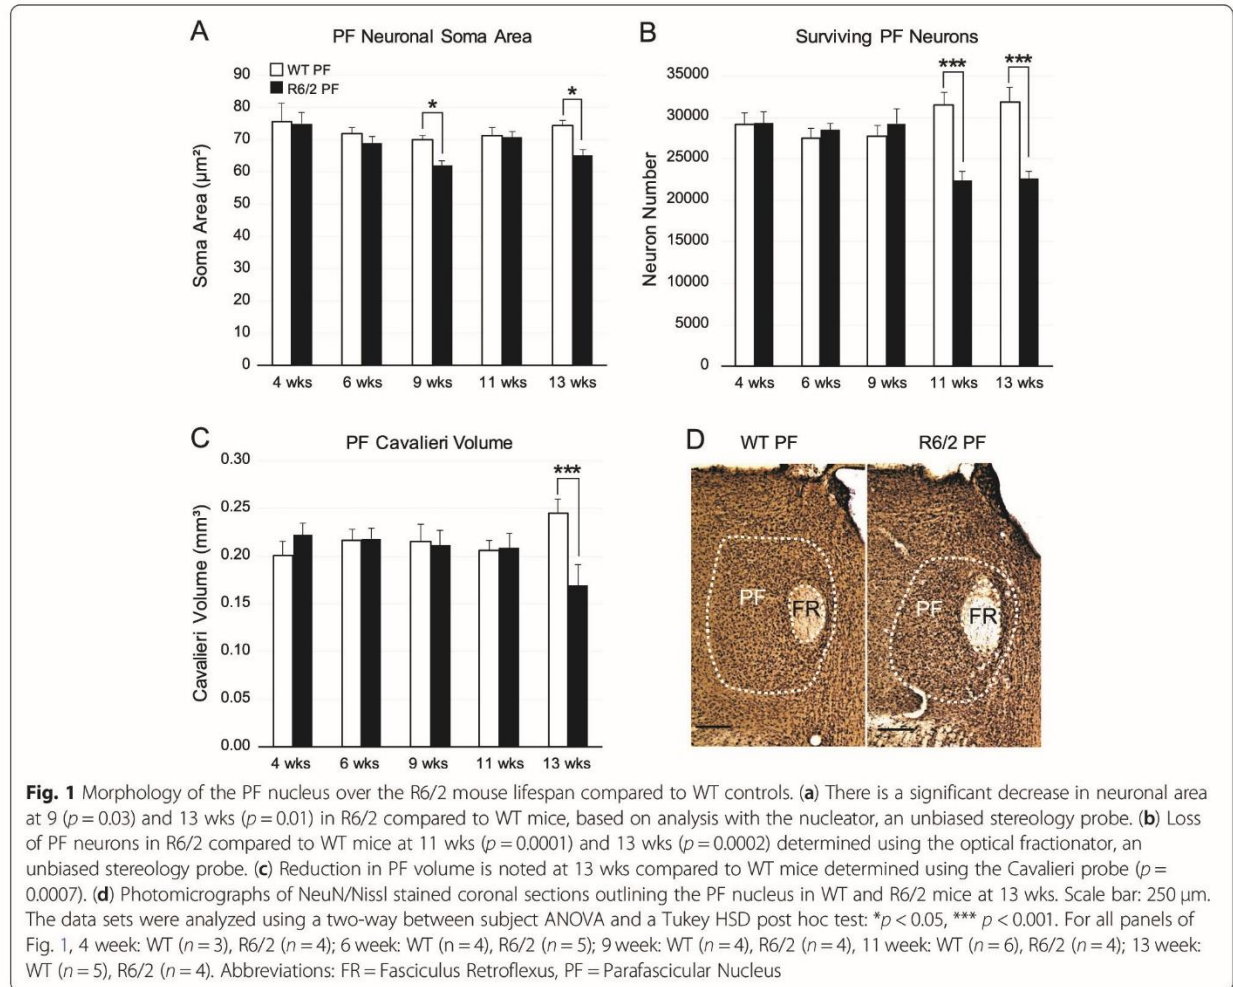 A
PF Neuronal Soma Area
90
80
70
60
50
40
30
20
10
0
Soma Area (µm²)
WT PF
R6/2 PF
*
*
4 wks 6 wks 9 wks 11 wks 13 wks
B
Surviving PF Neurons
35000
30000
25000
20000
15000
10000
5000
0
Neuron Number
***
***
4 wks 6 wks 9 wks 11 wks 13 wks
C
PF Cavalieri Volume
0.30
0.25
0.20
0.15
0.10
0.05
0.00
Cavalieri Volume (mm³)
***
4 wks 6 wks 9 wks 11 wks 13 wks
D
WT PF R6/2 PF
PF FR PF FR
Fig. 1 Morphology of the PF nucleus over the R6/2 mouse lifespan compared to WT controls. (a) There is a significant decrease in neuronal area
at 9 (p = 0.03) and 13 wks (p = 0.01) in R6/2 compared to WT mice, based on analysis with the nucleator, an unbiased stereology probe. (b) Loss
of PF neurons in R6/2 compared to WT mice at 11 wks (p = 0.0001) and 13 wks (p = 0.0002) determined using the optical fractionator, an
unbiased stereology probe. (c) Reduction in PF volume is noted at 13 wks compared to WT mice determined using the Cavalieri probe (p =
0.0007). (d) Photomicrographs of NeuN/Nissl stained coronal sections outlining the PF nucleus in WT and R6/2 mice at 13 wks. Scale bar: 250 µm.
The data sets were analyzed using a two-way between subject ANOVA and a Tukey HSD post hoc test: *p < 0.05, *** p < 0.001. For all panels of
Fig. 1, 4 week: WT (n = 3), R6/2 (n = 4); 6 week: WT (n = 4), R6/2 (n = 5); 9 week: WT (n = 4), R6/2 (n = 4), 11 week: WT (n = 6), R6/2 (n = 4); 13 week:
WT (n = 5), R6/2 (n = 4). Abbreviations: FR = Fasciculus Retroflexus, PF = Parafascicular Nucleus